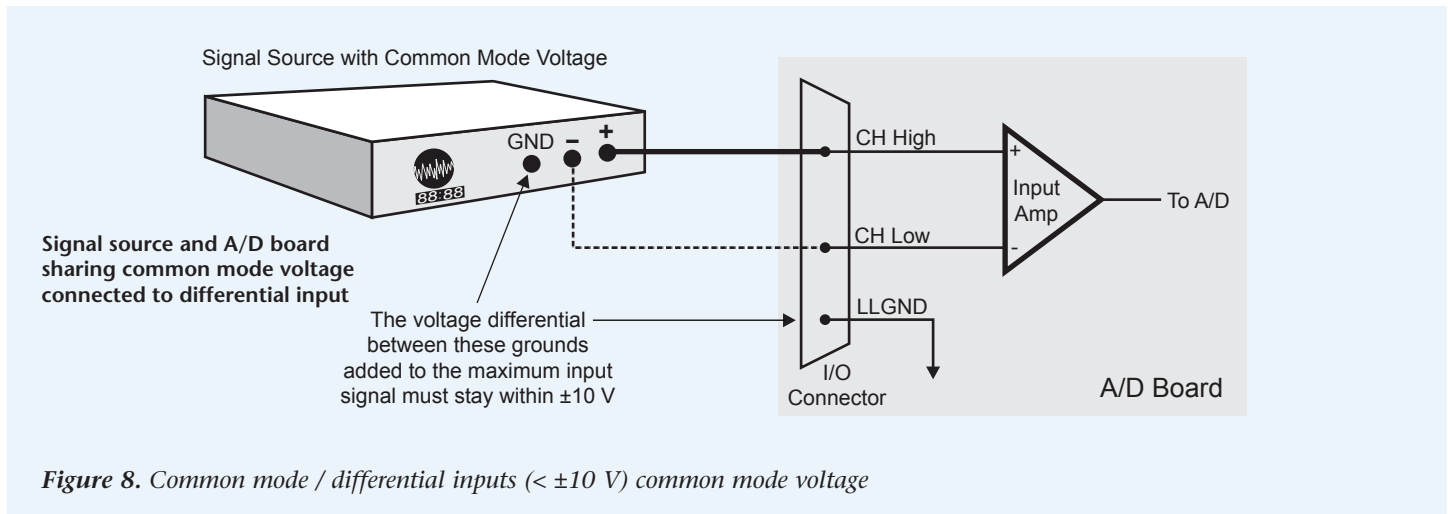 Signal Source with Common Mode Voltage
GND
–
+
88:88
Signal source and A/D board
sharing common mode voltage
connected to differential input
The voltage differential
between these grounds
added to the maximum input
signal must stay within ±10 V
CH High
CH Low
LLGND
I/O
Connector
+
Input
Amp
-
To A/D
A/D Board
Figure 8. Common mode / differential inputs (< ±10 V) common mode voltage